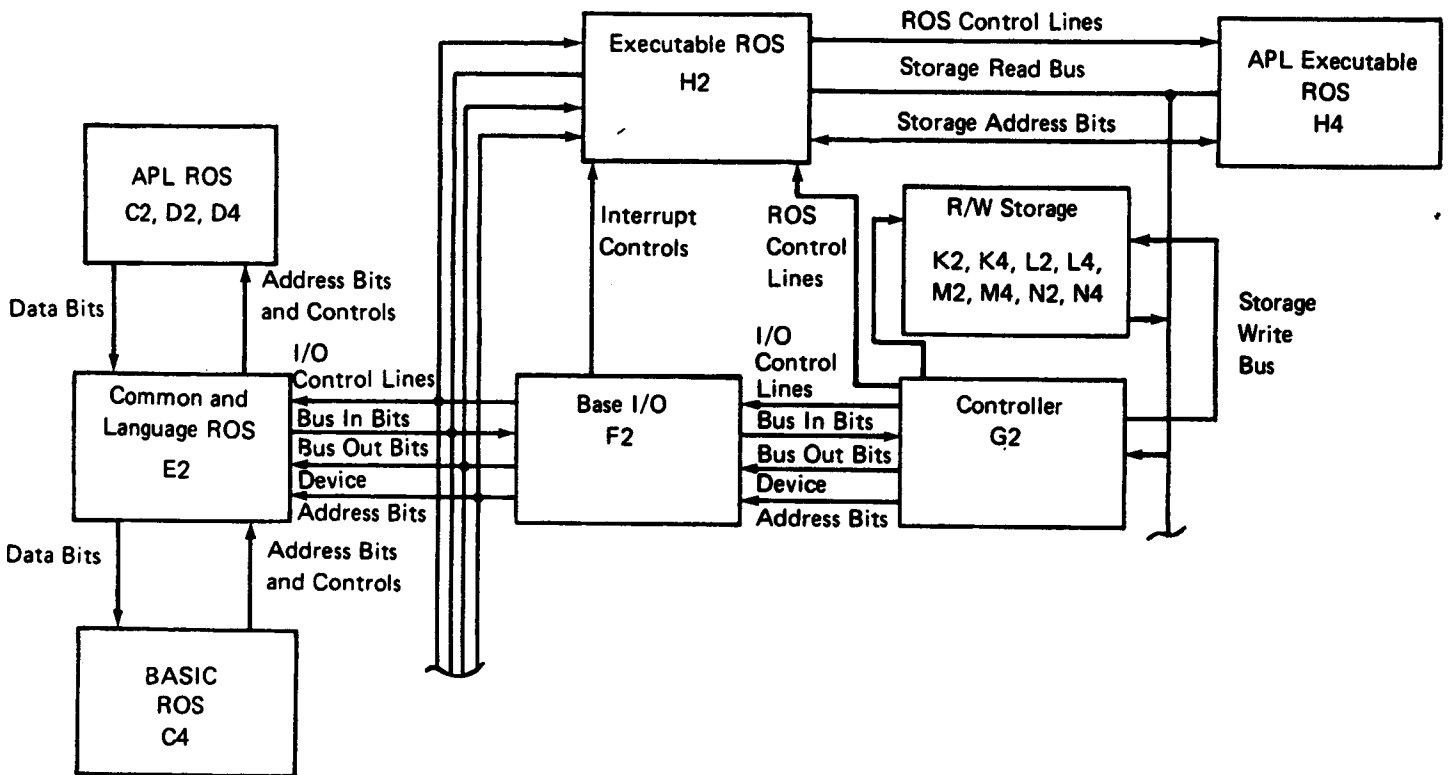 Executable ROS
H2
ROS Control Lines
Storage Read Bus
Storage Address Bits
APL Executable
ROS
H4
APL ROS
C2, D2, D4
Interrupt
Controls
ROS
Control
Lines
R/W Storage
K2, K4, L2, L4,
M2, M4, N2, N4
Storage
Write
Bus
Data Bits
Address Bits
and Controls
I/O
Control Lines
Bus In Bits
Bus Out Bits
Device
Address Bits
Common and
Language ROS
E2
Base I/O
F2
I/O
Control
Lines
Bus In Bits
Bus Out Bits
Device
Address Bits
Controller
G2
Data Bits
Address Bits
and Controls
BASIC
ROS
C4